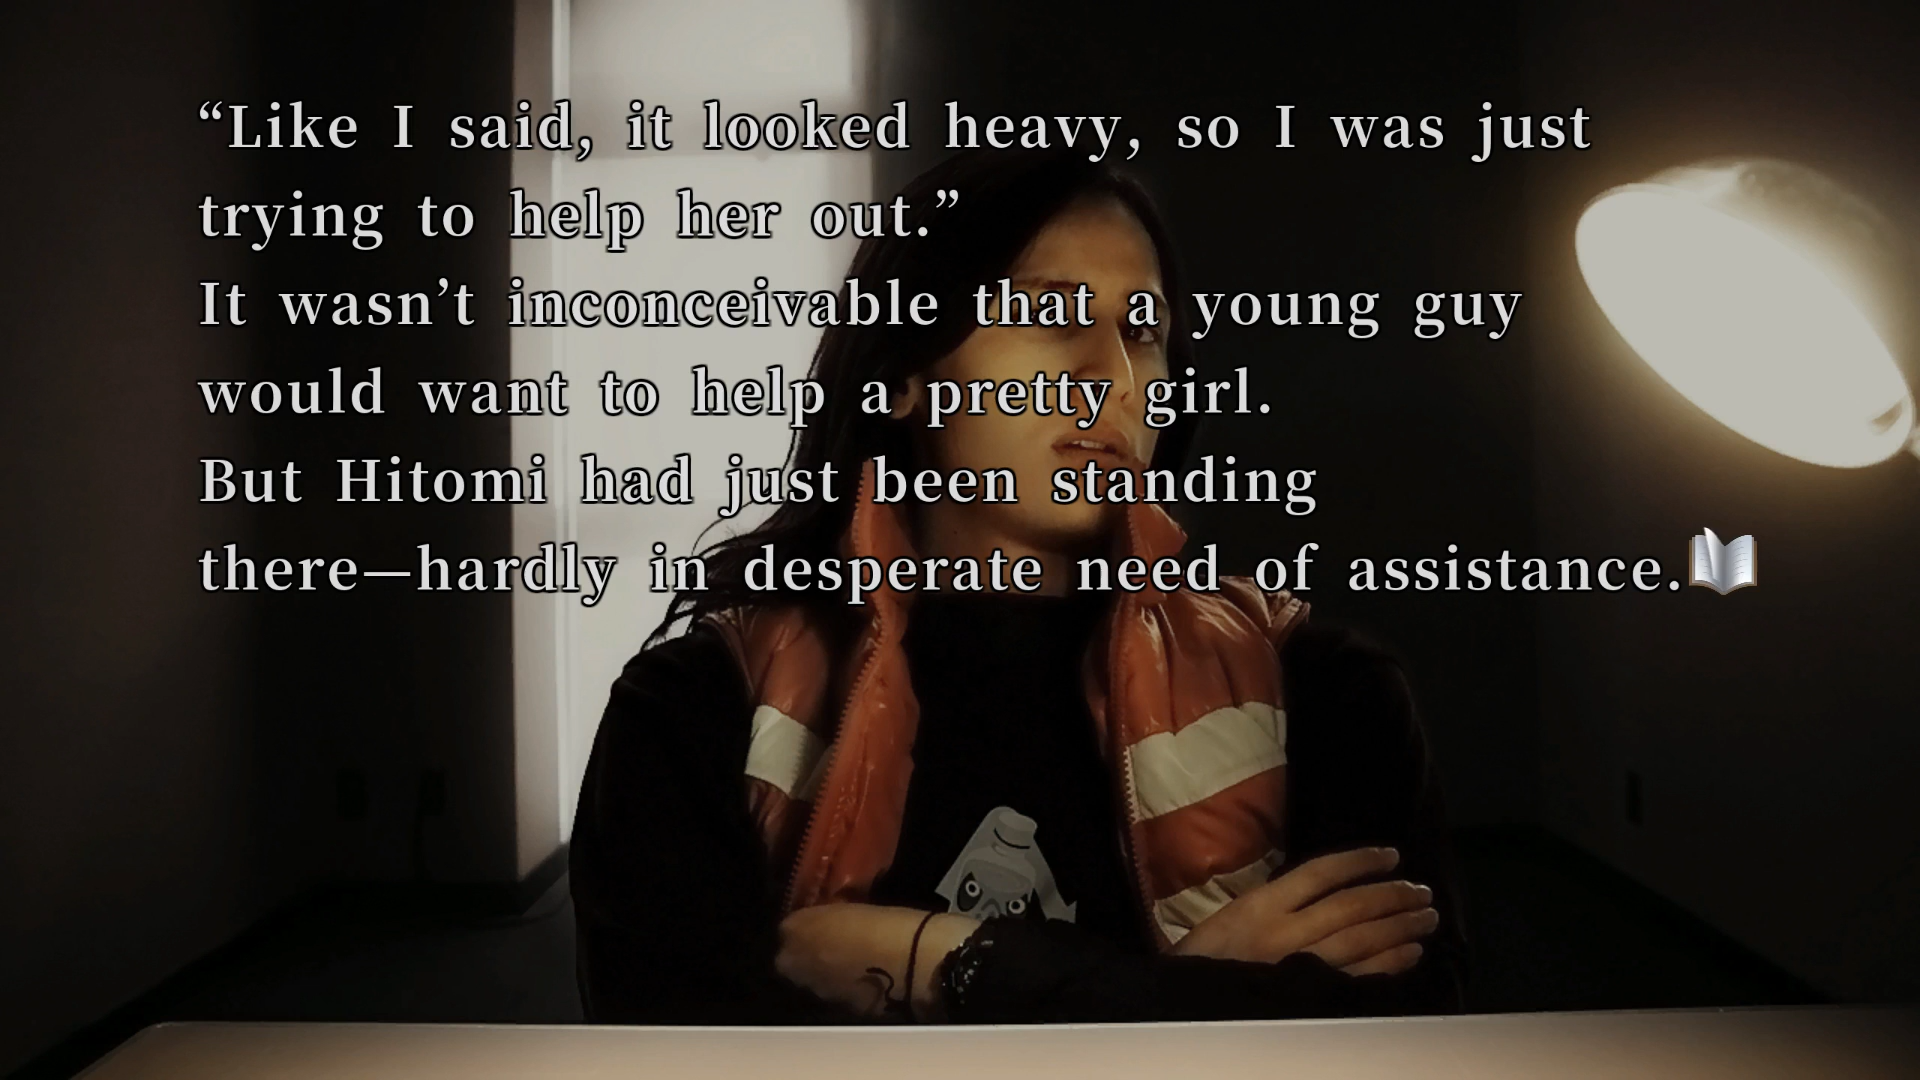 “Like I said, it looked heavy, so I was just
trying to help her out.”
It wasn’t inconceivable that a young guy
would want to help a pretty girl.
But Hitomi had just been standing
there—hardly in desperate need of assistance.